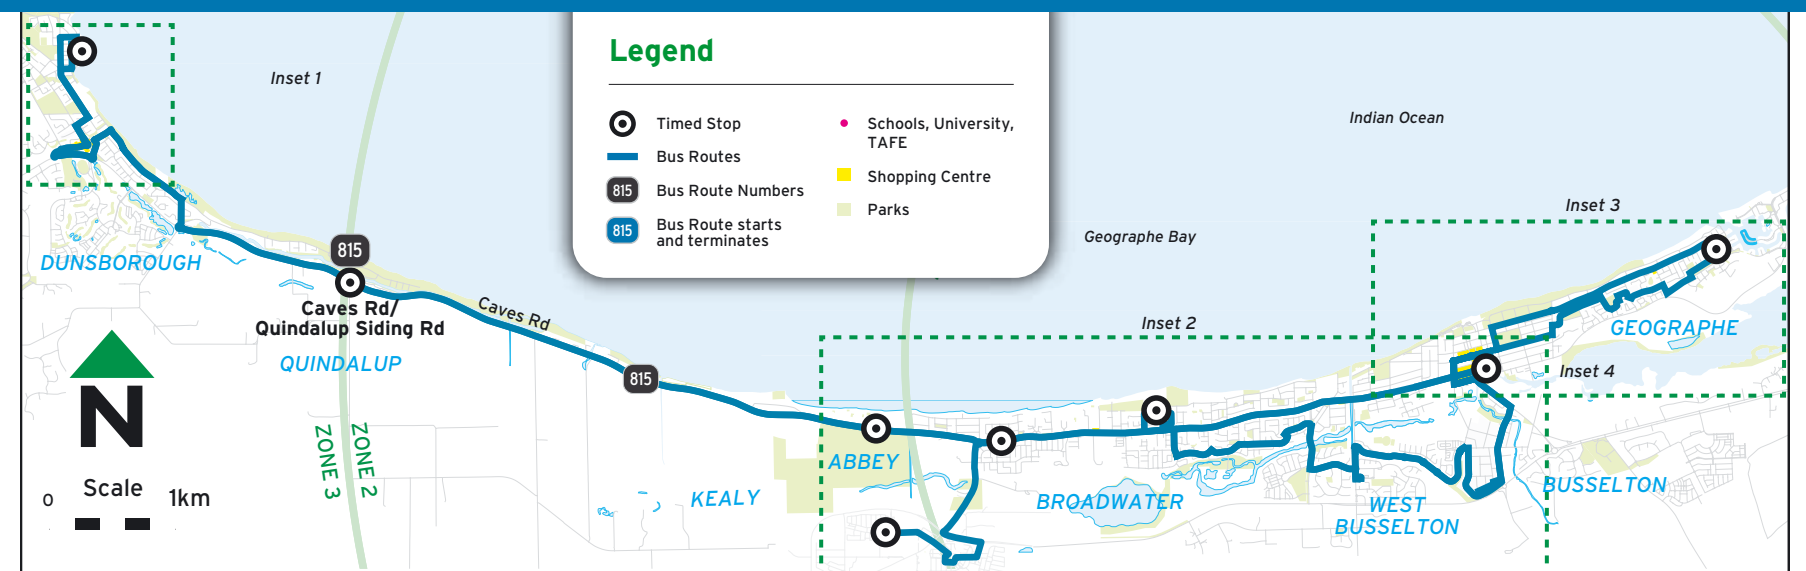 Legend
Timed Stop
Bus Routes
815
Bus Route Numbers
815
Bus Route starts
and terminates
Schools, University,
TAFE
Shopping Centre
Parks
Inset 1
Indian Ocean
Geographe Bay
Inset 3
Inset 2
Inset 4
DUNSBOROUGH
815
Caves Rd/
Quindalup Siding Rd
QUINDALUP
Caves Rd
815
ZONE 3
ZONE 2
N
Scale
0
1km
KEALY
ABBEY
BROADWATER
WEST
BUSSELTON
BUSSELTON
GEOGRAPHE